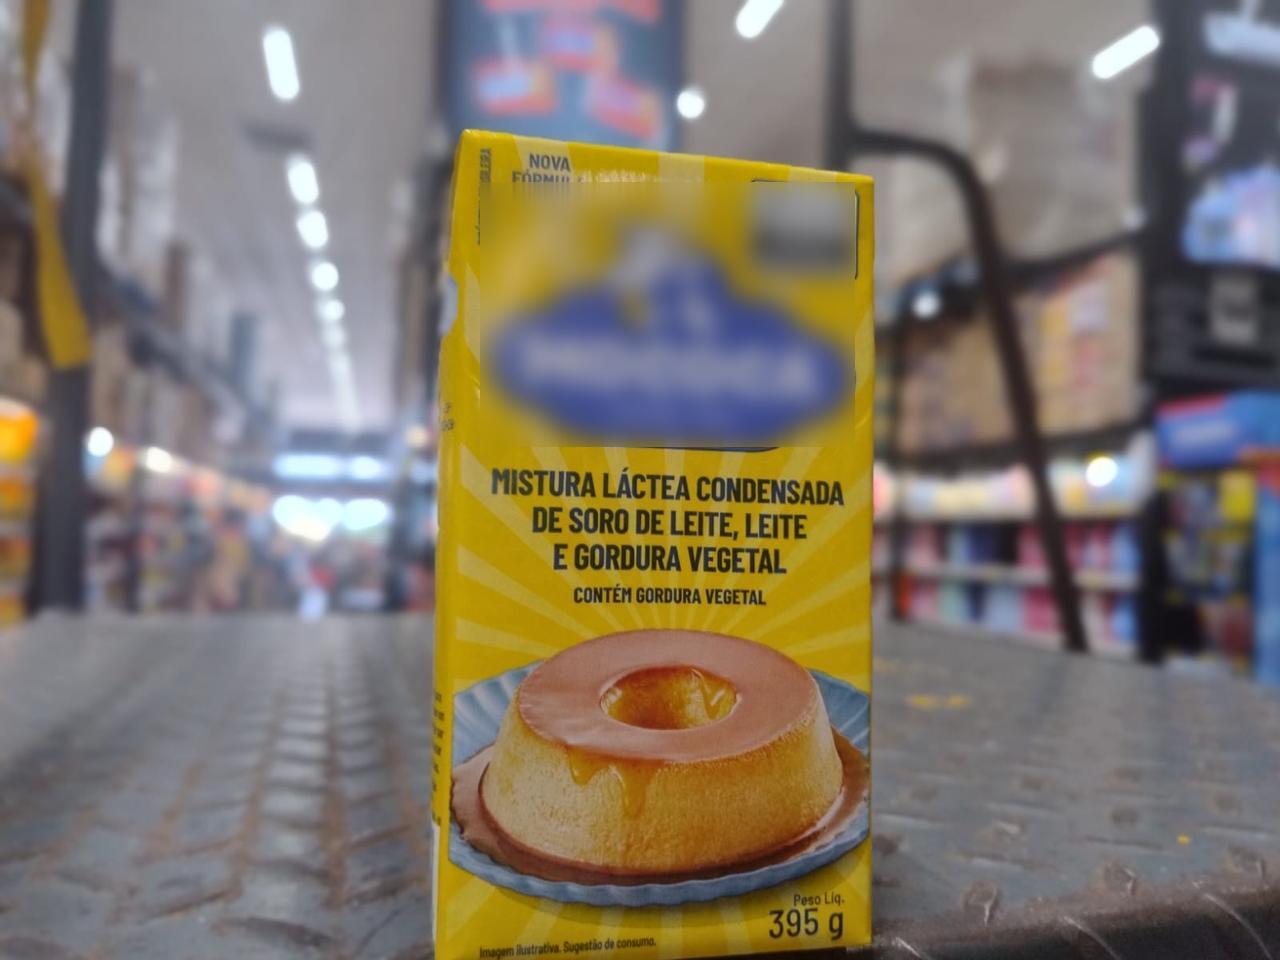 NOVA
FÓRMUL
MISTURA LÁCTEA CONDENSADA
DE SORO DE LEITE, LEITE
E GORDURA VEGETAL
CONTÉM GORDURA VEGETAL
Peso Líq.
395 g
Imagem ilustrativa. Sugestão de consumo.